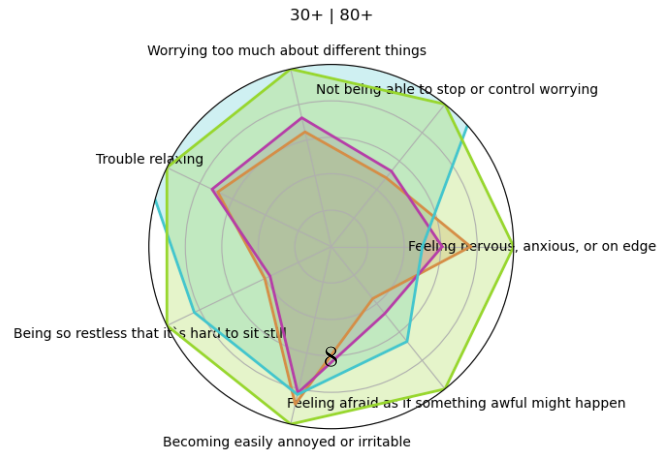 30+ | 80+
Worrying too much about different things
Not being able to stop or control worrying
Trouble relaxing
Feeling nervous, anxious, or on edge
Being so restless that it`s hard to sit still
8
Feeling afraid as if something awful might happen
Becoming easily annoyed or irritable